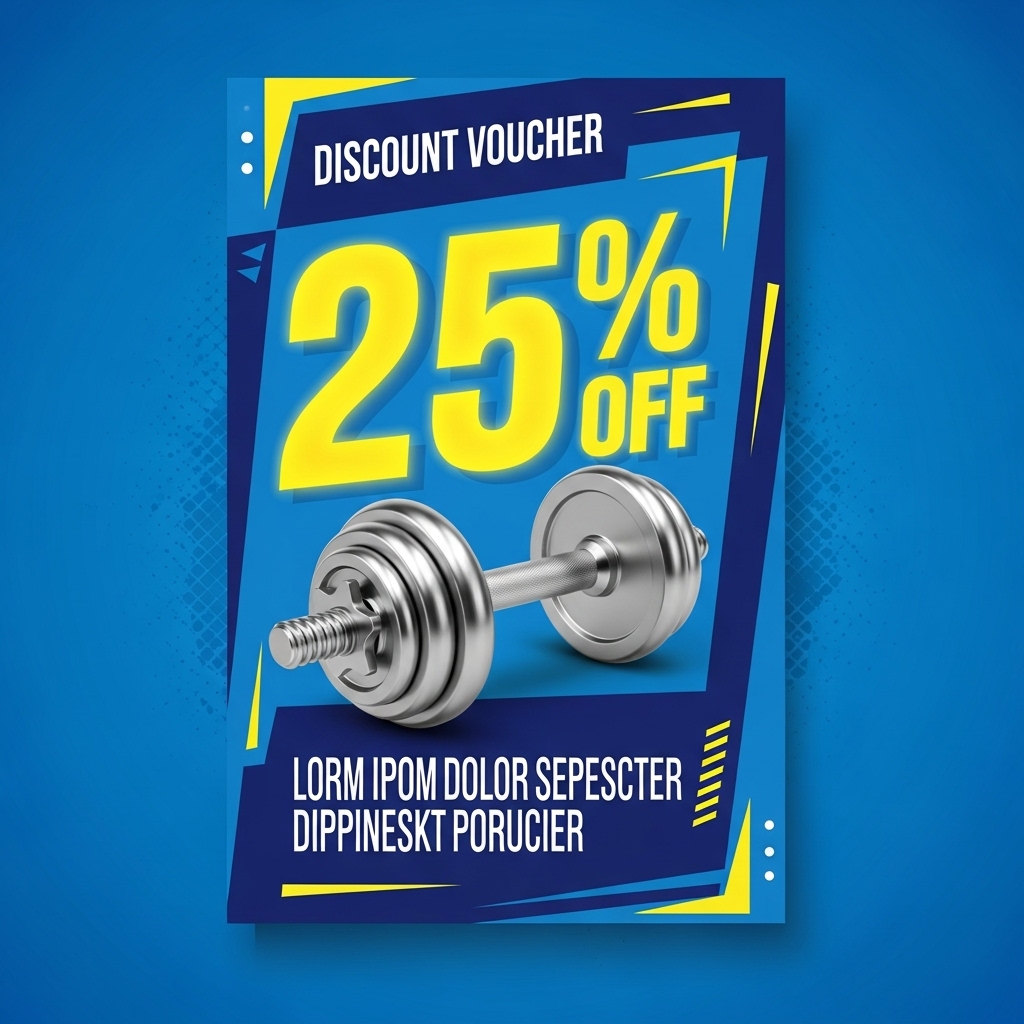 DISCOUNT VOUCHER
25% OFF
LORM IPOM DOLOR SEPESCTER
DIPPINESKT PORUCIER